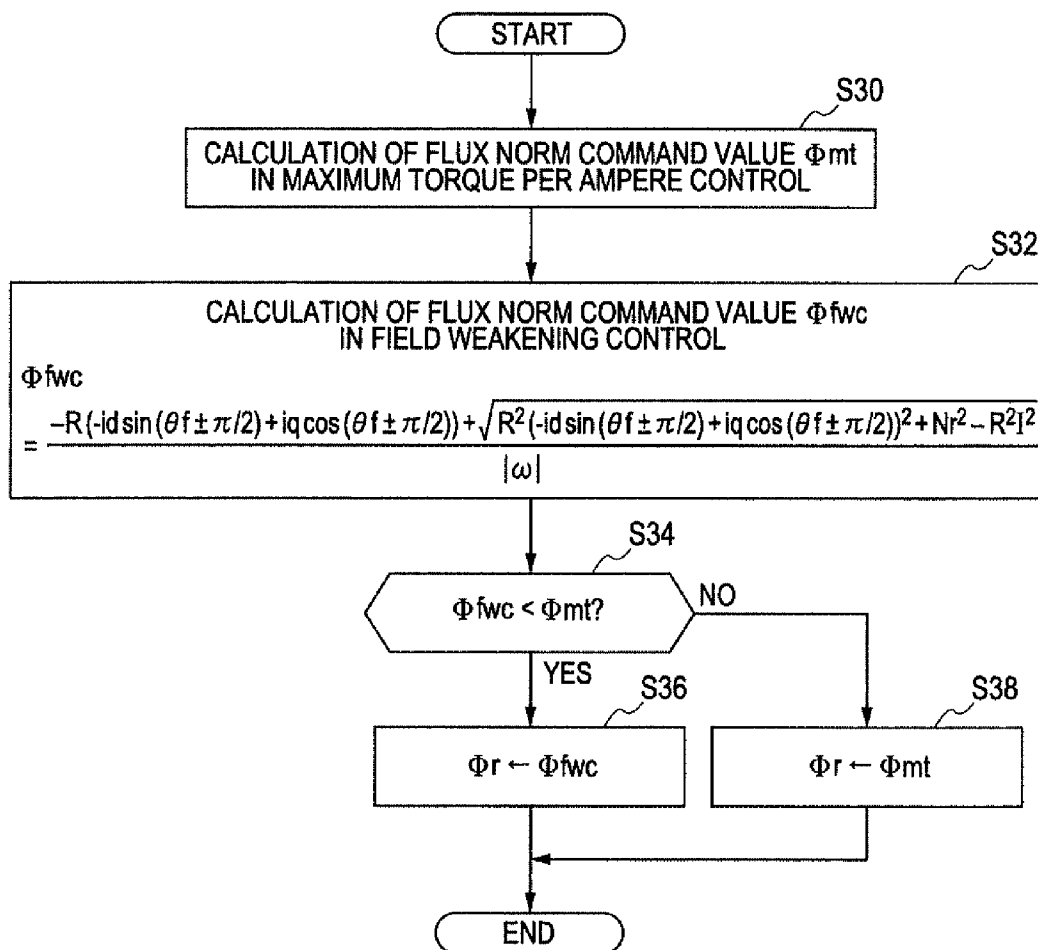 START
S30
CALCULATION OF FLUX NORM COMMAND VALUE Φmt
IN MAXIMUM TORQUE PER AMPERE CONTROL
S32
CALCULATION OF FLUX NORM COMMAND VALUE Φfwc
IN FIELD WEAKENING CONTROL
Φfwc
= (-R(-id sin(θf±π/2)+iq cos(θf±π/2))+√(R²(-id sin(θf±π/2)+iq cos(θf±π/2))²+Nr²-R²I²))/|ω|
S34
Φfwc < Φmt?
NO
YES
S36
S38
Φr ← Φfwc
Φr ← Φmt
END